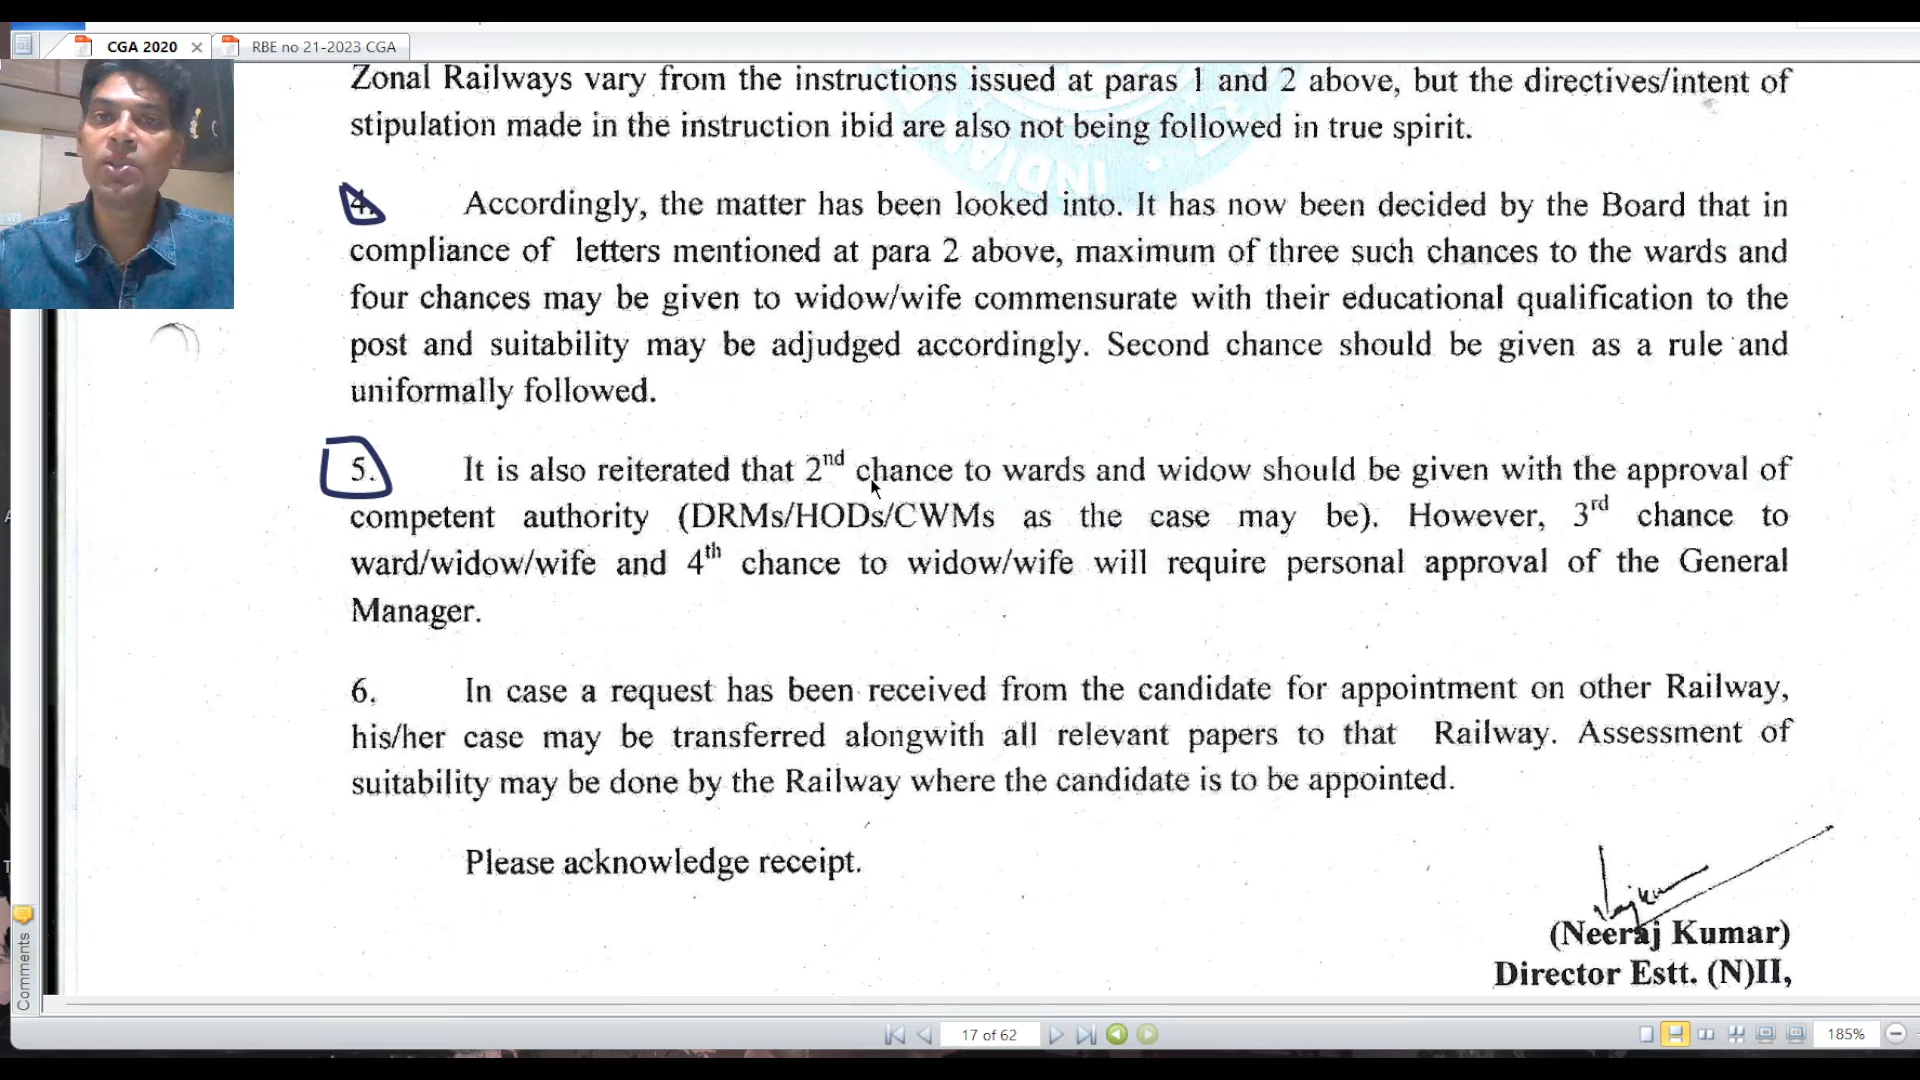 CGA 2020
RBE no 21-2023 CGA
Zonal Railways vary from the instructions issued at paras 1 and 2 above, but the directives/intent of
stipulation made in the instruction ibid are also not being followed in true spirit.
INDIAN
4. Accordingly, the matter has been looked into. It has now been decided by the Board that in
compliance of letters mentioned at para 2 above, maximum of three such chances to the wards and
four chances may be given to widow/wife commensurate with their educational qualification to the
post and suitability may be adjudged accordingly. Second chance should be given as a rule and
uniformally followed.
5. It is also reiterated that 2nd chance to wards and widow should be given with the approval of
competent authority (DRMs/HODs/CWMs as the case may be). However, 3rd chance to
ward/widow/wife and 4th chance to widow/wife will require personal approval of the General
Manager.
6. In case a request has been received from the candidate for appointment on other Railway,
his/her case may be transferred alongwith all relevant papers to that Railway. Assessment of
suitability may be done by the Railway where the candidate is to be appointed.
Please acknowledge receipt.
(Neeraj Kumar)
Director Estt. (N)II,
Comments
17 of 62
185%